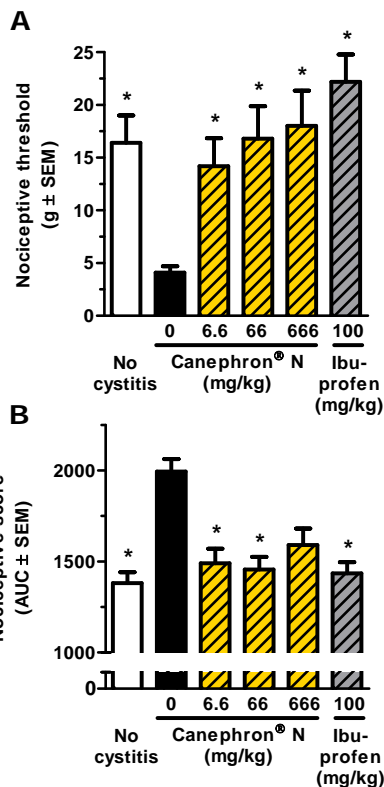 A
Nociceptive threshold
(g ± SEM)
25
20
15
10
5
0
*
*
*
*
*
0 6.6 66 666 100
No
cystitis
Canephron® N
(mg/kg)
Ibu-
profen
(mg/kg)
B
(AUC ± SEM)
2000
1500
1000
0
*
*
*
*
0 6.6 66 666 100
No
cystitis
Canephron® N
(mg/kg)
Ibu-
profen
(mg/kg)